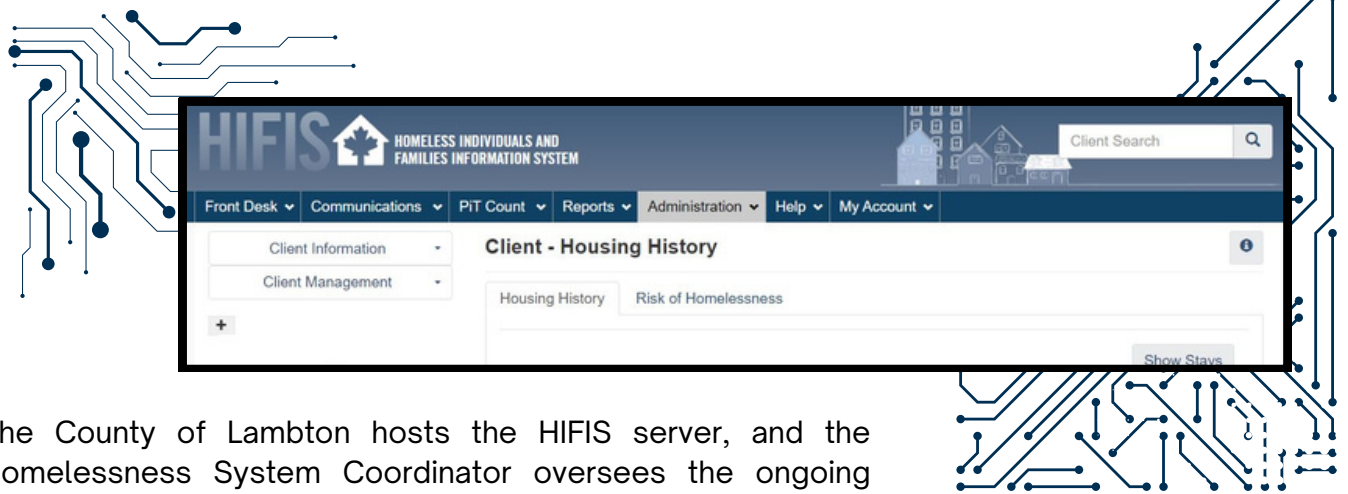 HIFIS HOMELESS INDIVIDUALS AND
FAMILIES INFORMATION SYSTEM
Client Search
Front Desk Communications PiT Count Reports Administration Help My Account
Client Information
Client Management
+
Client - Housing History
Housing History Risk of Homelessness
Show Stays
he County of Lambton hosts the HIFIS server, and the
omelessness System Coordinator oversees the ongoing